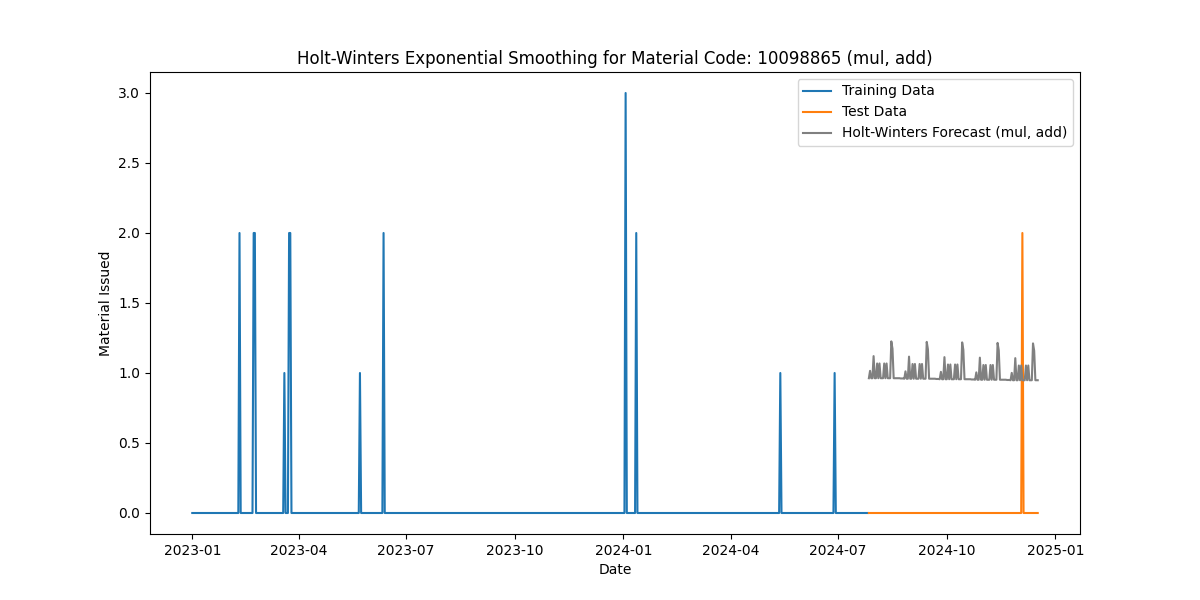 Holt-Winters Exponential Smoothing for Material Code: 10098865 (mul, add)
Training Data
Test Data
Holt-Winters Forecast (mul, add)
Material Issued
3.0
2.5
2.0
1.5
1.0
0.5
0.0
2023-01 2023-04 2023-07 2023-10 2024-01 2024-04 2024-07 2024-10 2025-01
Date